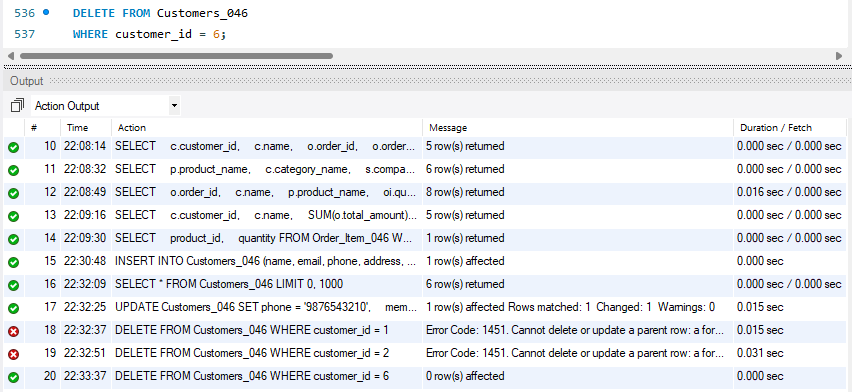 536 DELETE FROM Customers_046
537 WHERE customer_id = 6;
Output
Action Output
# Time Action Message Duration / Fetch
10 22:08:14 SELECT c.customer_id, c.name, o.order_id, o.order... 5 row(s) returned 0.000 sec / 0.000 sec
11 22:08:32 SELECT p.product_name, c.category_name, s.compa... 6 row(s) returned 0.000 sec / 0.000 sec
12 22:08:49 SELECT o.order_id, c.name, p.product_name, oi.qu... 8 row(s) returned 0.016 sec / 0.000 sec
13 22:09:16 SELECT c.customer_id, c.name, SUM(o.total_amount)... 5 row(s) returned 0.000 sec / 0.000 sec
14 22:09:30 SELECT product_id, quantity FROM Order_Item_046 W... 1 row(s) returned 0.000 sec / 0.000 sec
15 22:30:48 INSERT INTO Customers_046 (name, email, phone, address, ... 1 row(s) affected 0.000 sec
16 22:32:09 SELECT * FROM Customers_046 LIMIT 0, 1000 6 row(s) returned 0.000 sec / 0.000 sec
17 22:32:25 UPDATE Customers_046 SET phone = '9876543210', mem... 1 row(s) affected Rows matched: 1 Changed: 1 Warnings: 0 0.015 sec
18 22:32:37 DELETE FROM Customers_046 WHERE customer_id = 1 Error Code: 1451. Cannot delete or update a parent row: a for... 0.015 sec
19 22:32:51 DELETE FROM Customers_046 WHERE customer_id = 2 Error Code: 1451. Cannot delete or update a parent row: a for... 0.031 sec
20 22:33:37 DELETE FROM Customers_046 WHERE customer_id = 6 0 row(s) affected 0.000 sec